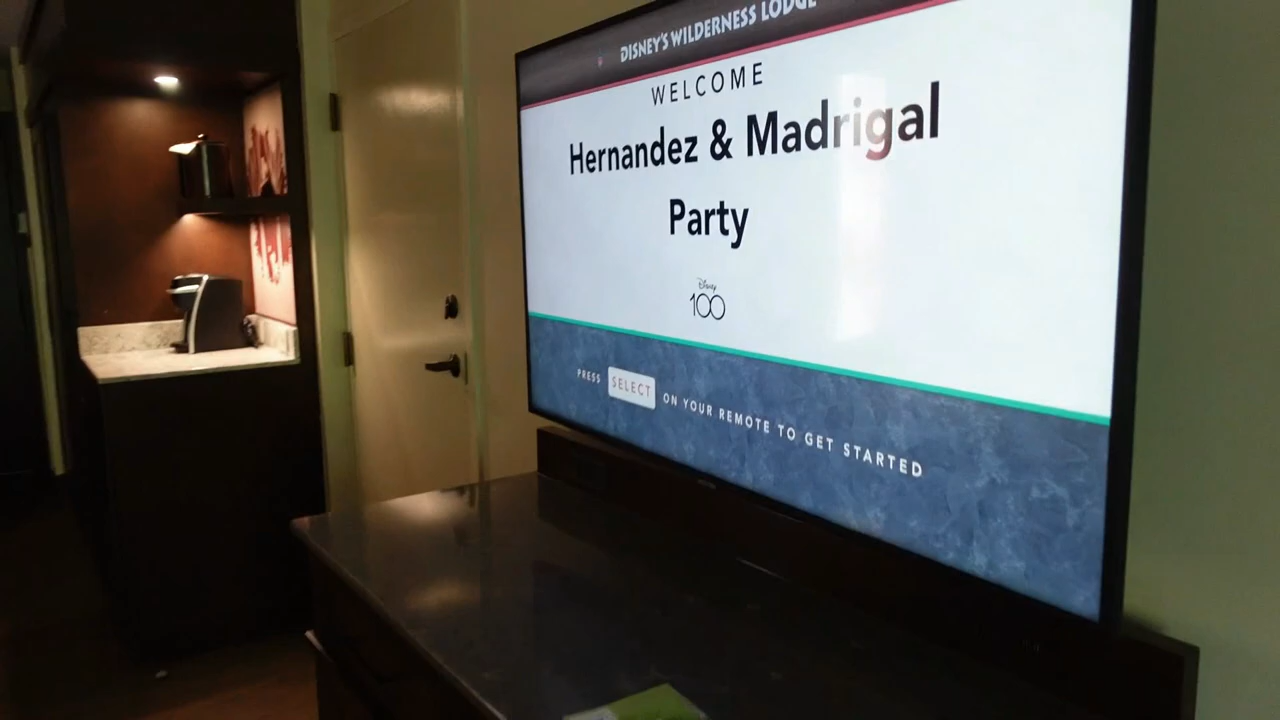 DISNEY'S WILDERNESS LODGE
WELCOME
Hernandez & Madrigal
Party
Disney
100
PRESS SELECT ON YOUR REMOTE TO GET STARTED